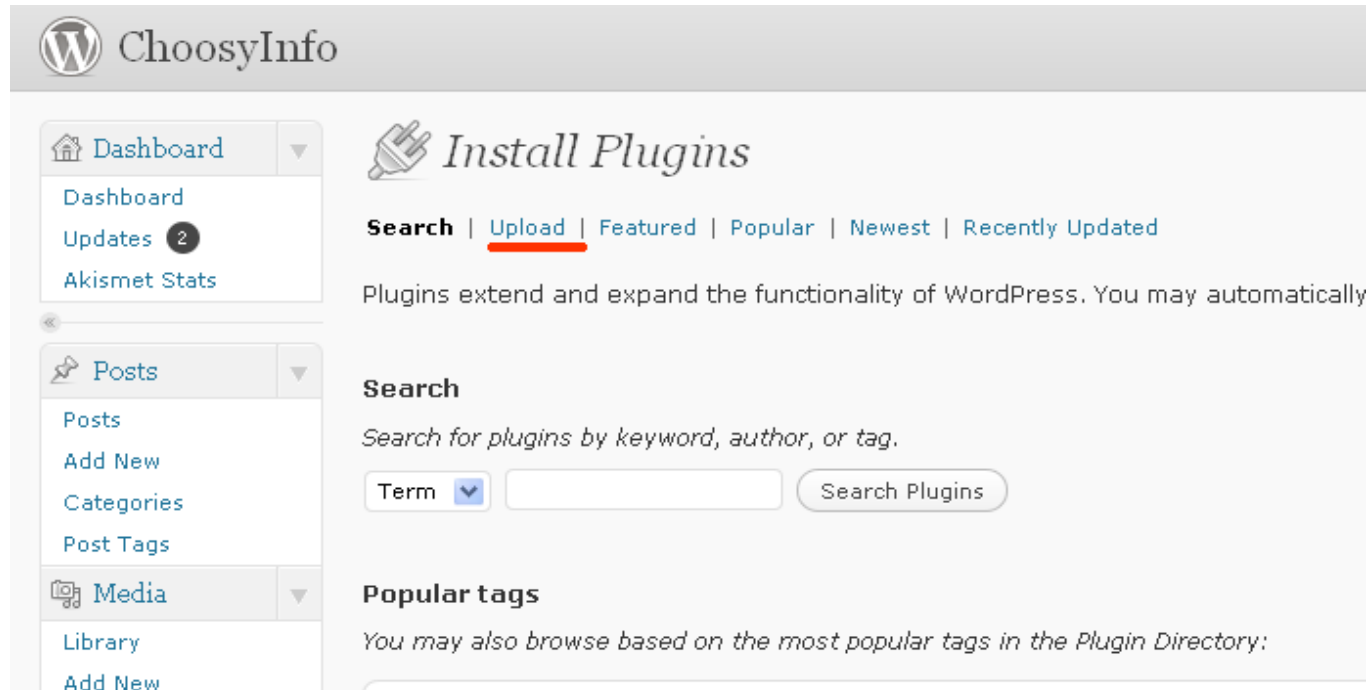 ChoosyInfo
Dashboard
Dashboard
Updates 2
Akismet Stats
Posts
Posts
Add New
Categories
Post Tags
Media
Library
Add New
Install Plugins
Search | Upload | Featured | Popular | Newest | Recently Updated
Plugins extend and expand the functionality of WordPress. You may automatically
Search
Search for plugins by keyword, author, or tag.
Term Search Plugins
Popular tags
You may also browse based on the most popular tags in the Plugin Directory: